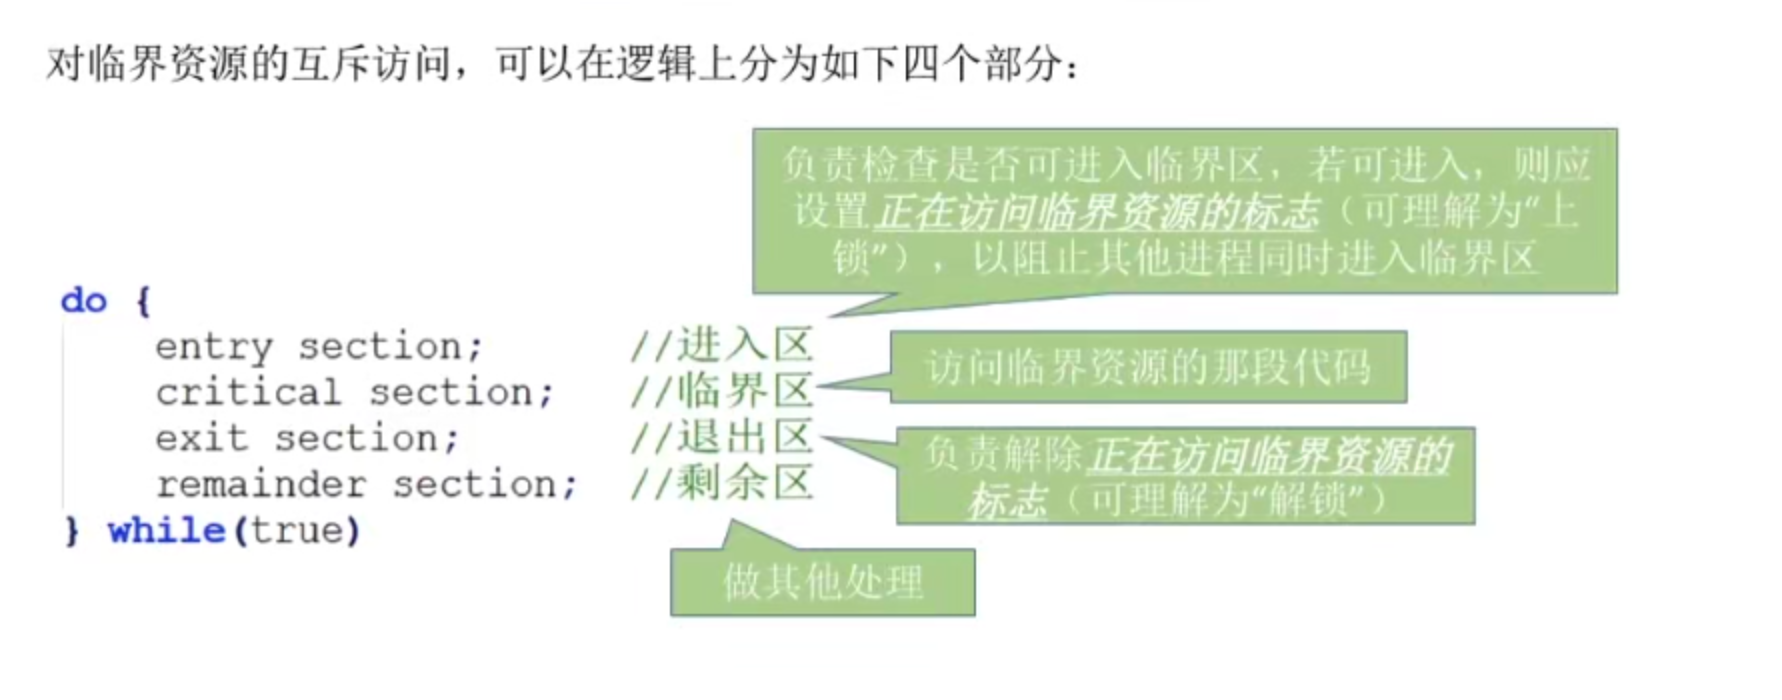 对临界资源的互斥访问，可以在逻辑上分为如下四个部分：
负责检查是否可进入临界区，若可进入，则应
设置正在访问临界资源的标志（可理解为“上
锁”），以阻止其他进程同时进入临界区
do {
entry section; //进入区
critical section; //临界区
exit section; //退出区
remainder section; //剩余区
} while(true)
访问临界资源的那段代码
负责解除正在访问临界资源的
标志（可理解为“解锁”）
做其他处理